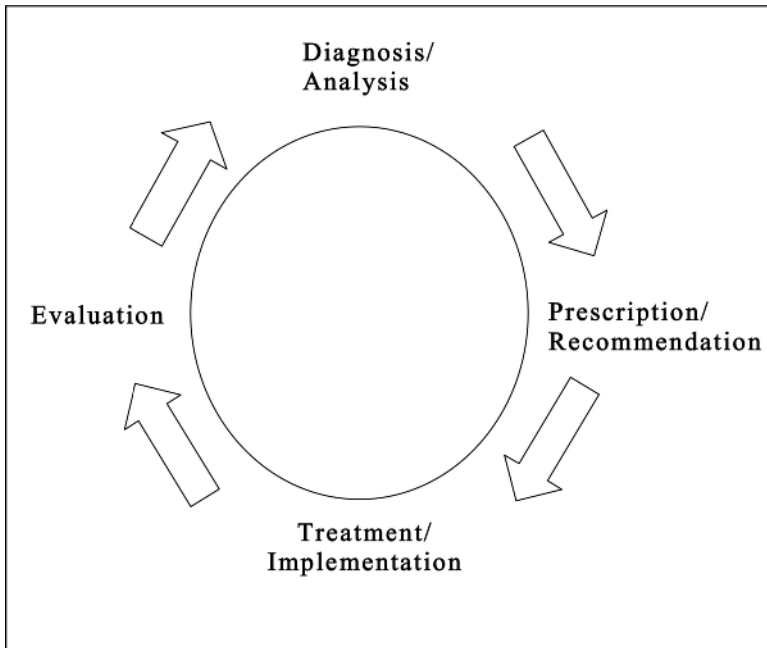 Diagnosis/
Analysis
Evaluation
Prescription/
Recommendation
Treatment/
Implementation